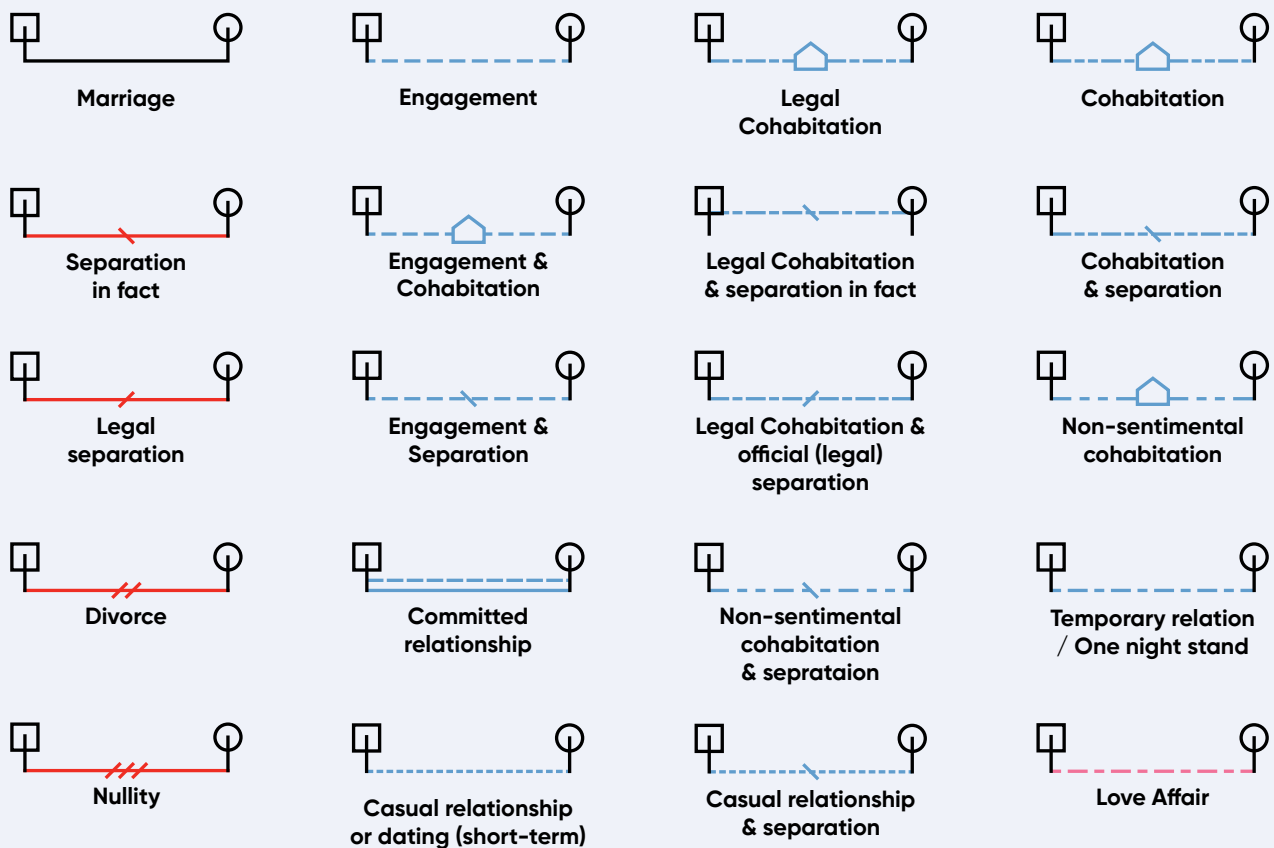 Marriage
Engagement
Legal
Cohabitation
Cohabitation
Separation
in fact
Engagement &
Cohabitation
Legal Cohabitation
& separation in fact
Cohabitation
& separation
Legal
separation
Engagement &
Separation
Legal Cohabitation &
official (legal)
separation
Non-sentimental
cohabitation
Divorce
Committed
relationship
Non-sentimental
cohabitation
& seprataion
Temporary relation
/ One night stand
Nullity
Casual relationship
or dating (short-term)
Casual relationship
& separation
Love Affair